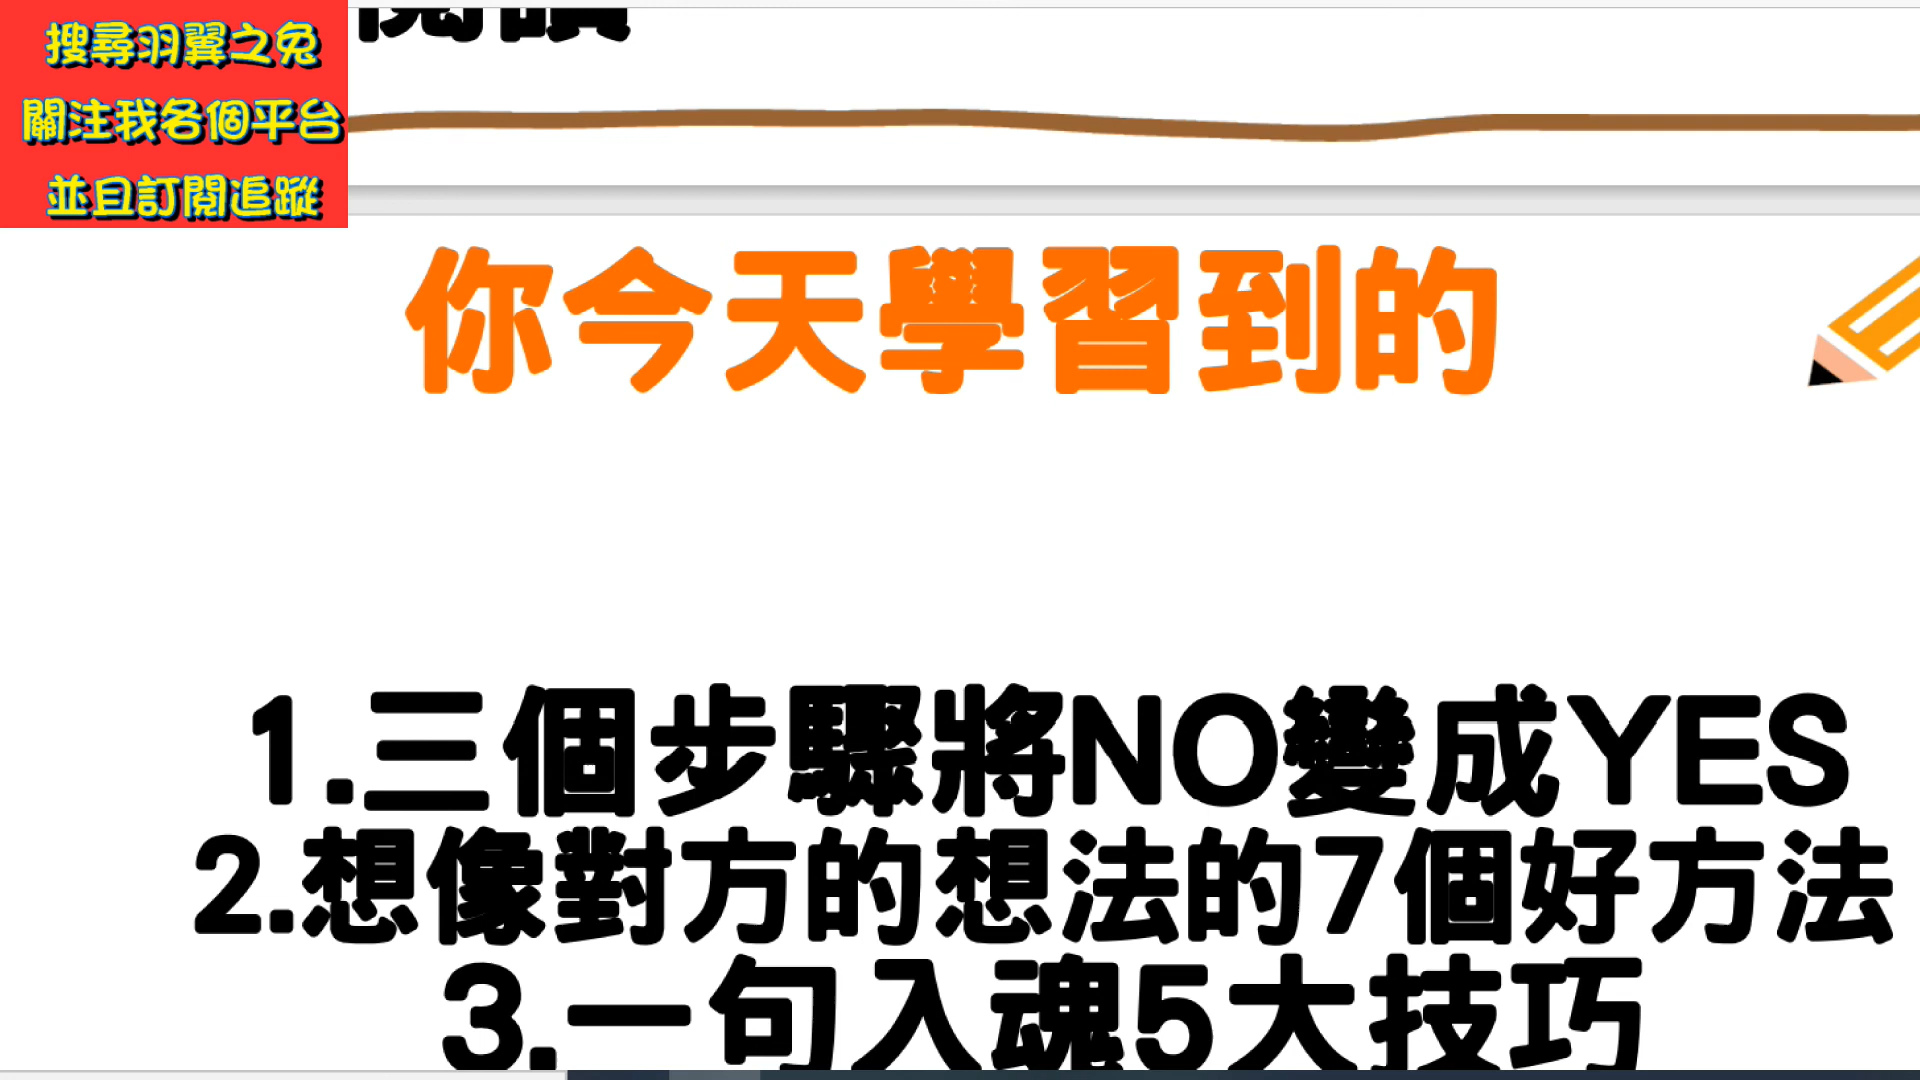 搜尋羽翼之兔
關注我各個平台
並且訂閱追蹤
你今天學習到的
1.三個步驟將NO變成YES
2.想像對方的想法的7個好方法
3.一句入魂5大技巧